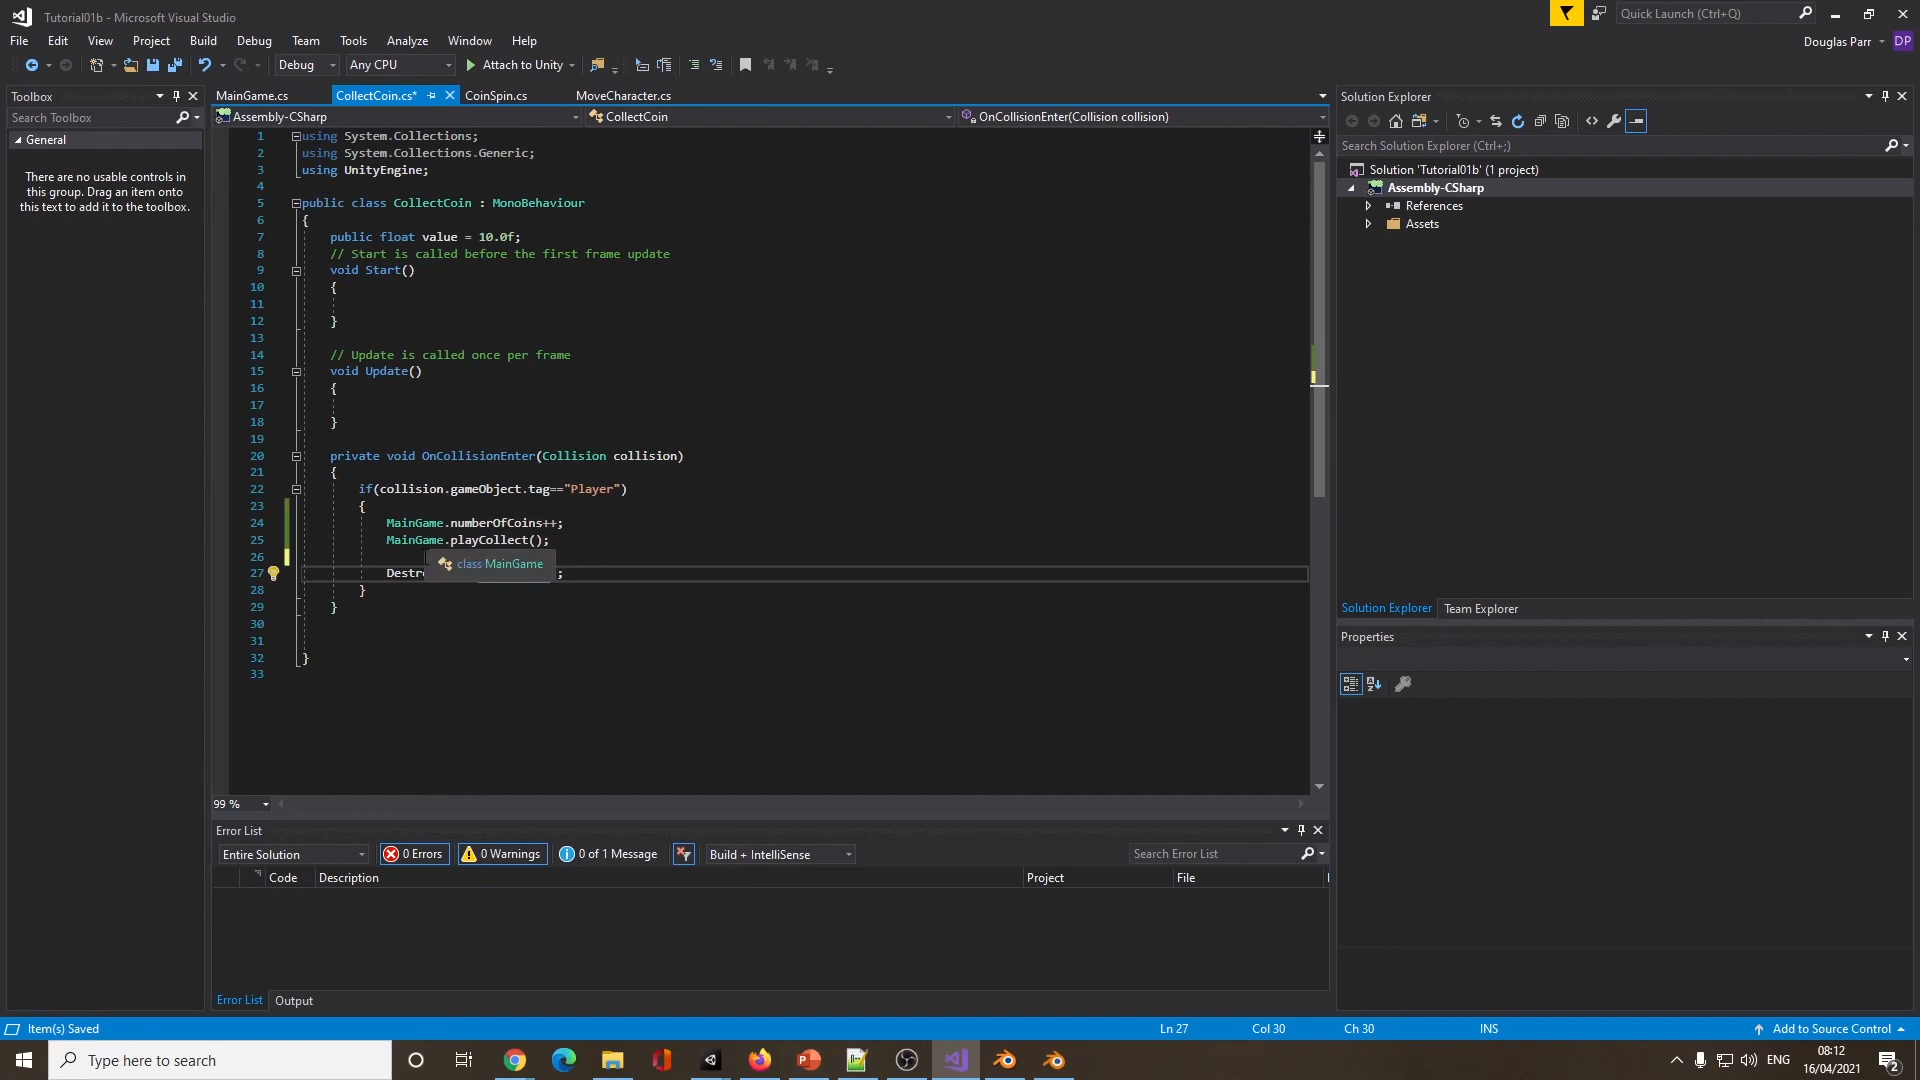 Tutorial01b - Microsoft Visual Studio
Quick Launch (Ctrl+Q)
File Edit View Project Build Debug Team Tools Analyze Window Help
Douglas Parr DP
Debug Any CPU Attach to Unity
Toolbox
Search Toolbox
General
There are no usable controls in
this group. Drag an item onto
this text to add it to the toolbox.
MainGame.cs CollectCoin.cs* CoinSpin.cs MoveCharacter.cs
Assembly-CSharp CollectCoin OnCollisionEnter(Collision collision)
1 using System.Collections;
2 using System.Collections.Generic;
3 using UnityEngine;
4
5 public class CollectCoin : MonoBehaviour
6 {
7 public float value = 10.0f;
8 // Start is called before the first frame update
9 void Start()
10 {
11
12 }
13
14 // Update is called once per frame
15 void Update()
16 {
17
18 }
19
20 private void OnCollisionEnter(Collision collision)
21 {
22 if(collision.gameObject.tag=="Player")
23 {
24 MainGame.numberOfCoins++;
25 MainGame.playCollect();
26
class MainGame
27 Destr ;
28 }
29 }
30
31
32 }
33
99 %
Error List
Entire Solution 0 Errors 0 Warnings 0 of 1 Message Build + IntelliSense Search Error List
Code Description Project File
Error List Output
Solution Explorer
Search Solution Explorer (Ctrl+;)
Solution 'Tutorial01b' (1 project)
Assembly-CSharp
References
Assets
Solution Explorer Team Explorer
Properties
Item(s) Saved Ln 27 Col 30 Ch 30 INS Add to Source Control
Type here to search
ENG
08:12
16/04/2021
2